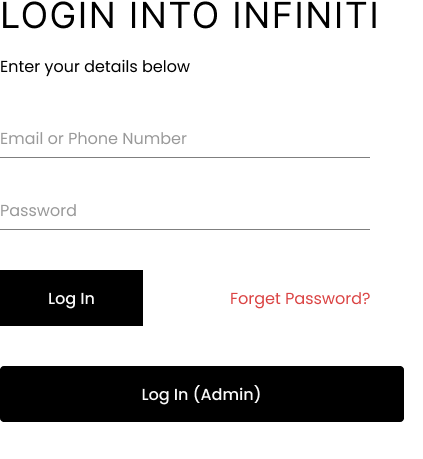 LOGIN INTO INFINITI
Enter your details below
Email or Phone Number
Password
Log In
Forget Password?
Log In (Admin)